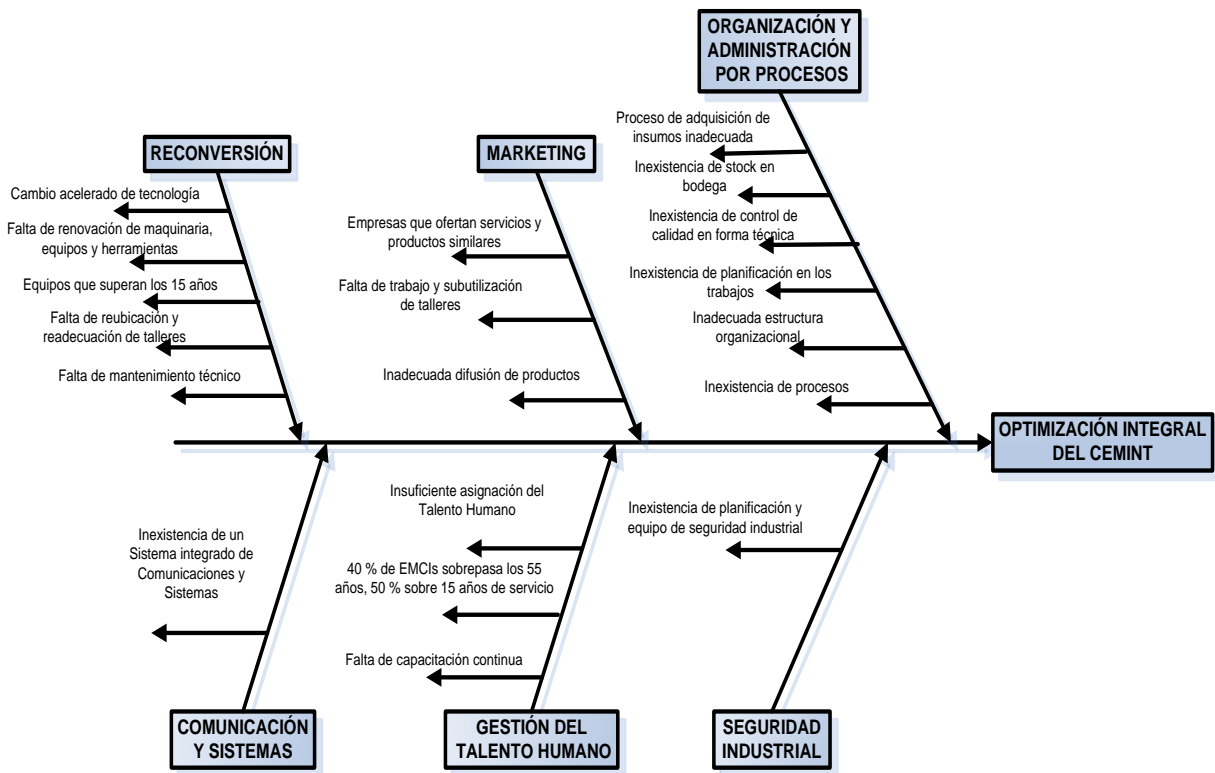 ORGANIZACIÓN Y
ADMINISTRACIÓN
POR PROCESOS
RECONVERSIÓN
MARKETING
Proceso de adquisición de
insumos inadecuada
Inexistencia de stock en
bodega
Inexistencia de control de
calidad en forma técnica
Inexistencia de planificación en los
trabajos
Inadecuada estructura
organizacional
Inexistencia de procesos
Cambio acelerado de tecnología
Falta de renovación de maquinaria,
equipos y herramientas
Equipos que superan los 15 años
Falta de reubicación y
readecuación de talleres
Falta de mantenimiento técnico
Empresas que ofertan servicios y
productos similares
Falta de trabajo y subutilización
de talleres
Inadecuada difusión de productos
OPTIMIZACIÓN INTEGRAL
DEL CEMINT
Inexistencia de un
Sistema integrado de
Comunicaciones y
Sistemas
Insuficiente asignación del
Talento Humano
40 % de EMCIs sobrepasa los 55
años, 50 % sobre 15 años de servicio
Falta de capacitación continua
Inexistencia de planificación y
equipo de seguridad industrial
COMUNICACIÓN
Y SISTEMAS
GESTIÓN DEL
TALENTO HUMANO
SEGURIDAD
INDUSTRIAL